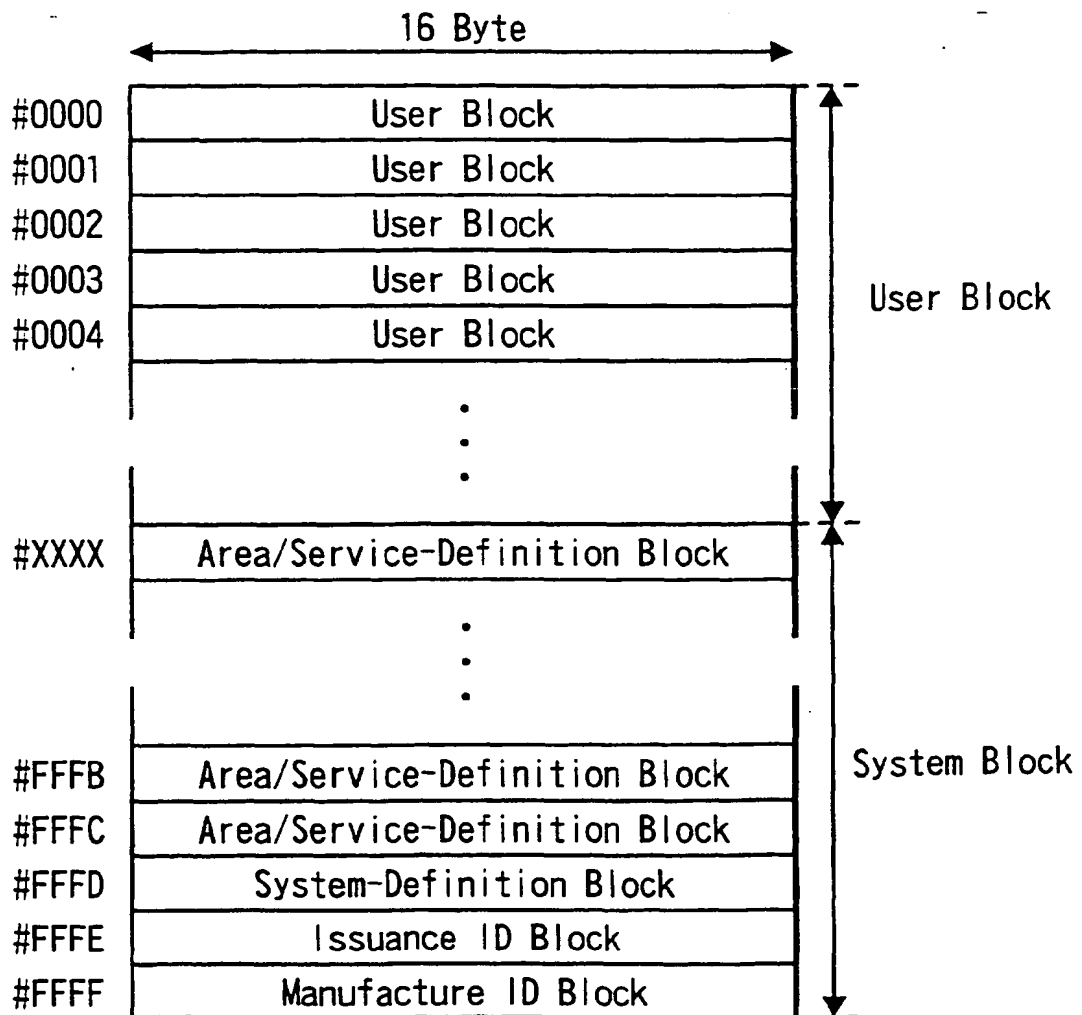 16 Byte
#0000 User Block
#0001 User Block
#0002 User Block
#0003 User Block
#0004 User Block
User Block
#XXXX Area/Service-Definition Block
#FFFB Area/Service-Definition Block
System Block
#FFFC Area/Service-Definition Block
#FFFD System-Definition Block
#FFFE Issuance ID Block
#FFFF Manufacture ID Block